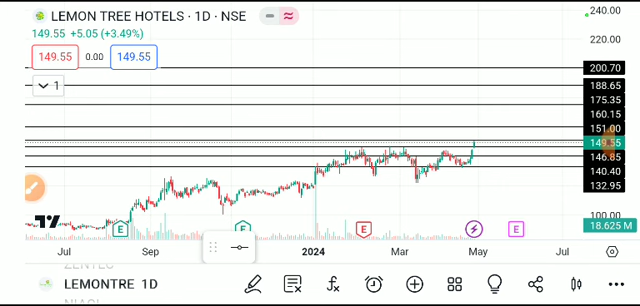 LEMON TREE HOTELS · 1D · NSE
149.55 +5.05 (+3.49%)
149.55 0.00 149.55
1
240.00
220.00
200.70
188.65
175.35
160.15
151.00
149.55
146.85
140.40
132.95
100.00
18.625 M
E E E E
Jul Sep 2024 Mar May Jul
ZENTEC
LEMONTRE 1D
NIACL